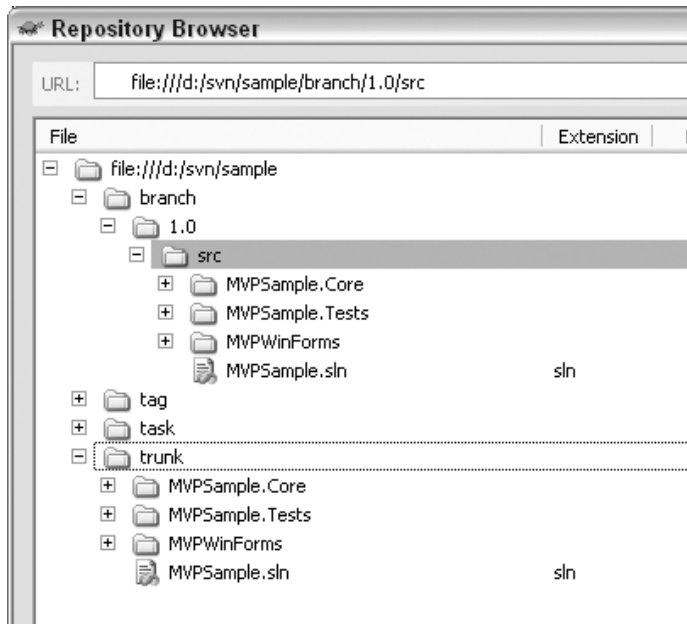 Repository Browser
URL: file:///d:/svn/sample/branch/1.0/src
File Extension
file:///d:/svn/sample
branch
1.0
src
MVPSample.Core
MVPSample.Tests
MVPWinForms
MVPSample.sln sln
tag
task
trunk
MVPSample.Core
MVPSample.Tests
MVPWinForms
MVPSample.sln sln